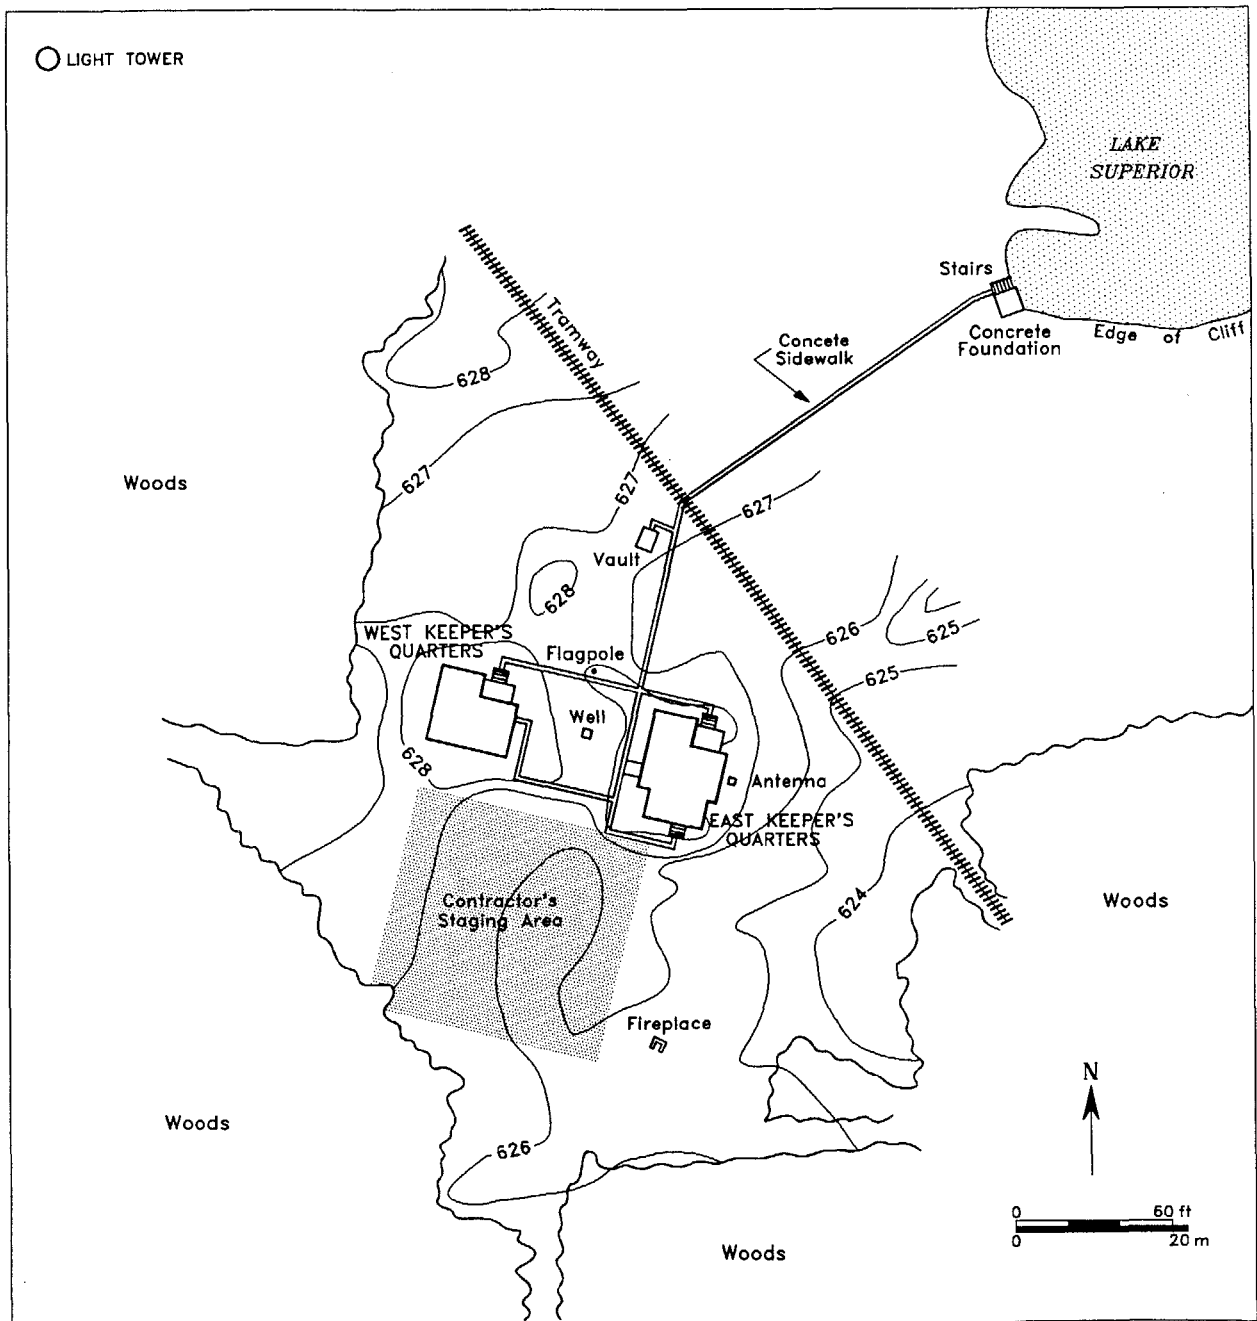 LIGHT TOWER
LAKE
SUPERIOR
Stairs
Concrete
Foundation
Edge of Cliff
Concete
Sidewalk
Tramway
628
627
Woods
627
627
Vault
628
626
625
625
WEST KEEPER'S
QUARTERS
Flagpole
Well
628
Antenna
EAST KEEPER'S
QUARTERS
Contractor's
Staging Area
624
Woods
Fireplace
N
Woods
626
0 60 ft
0 20 m
Woods